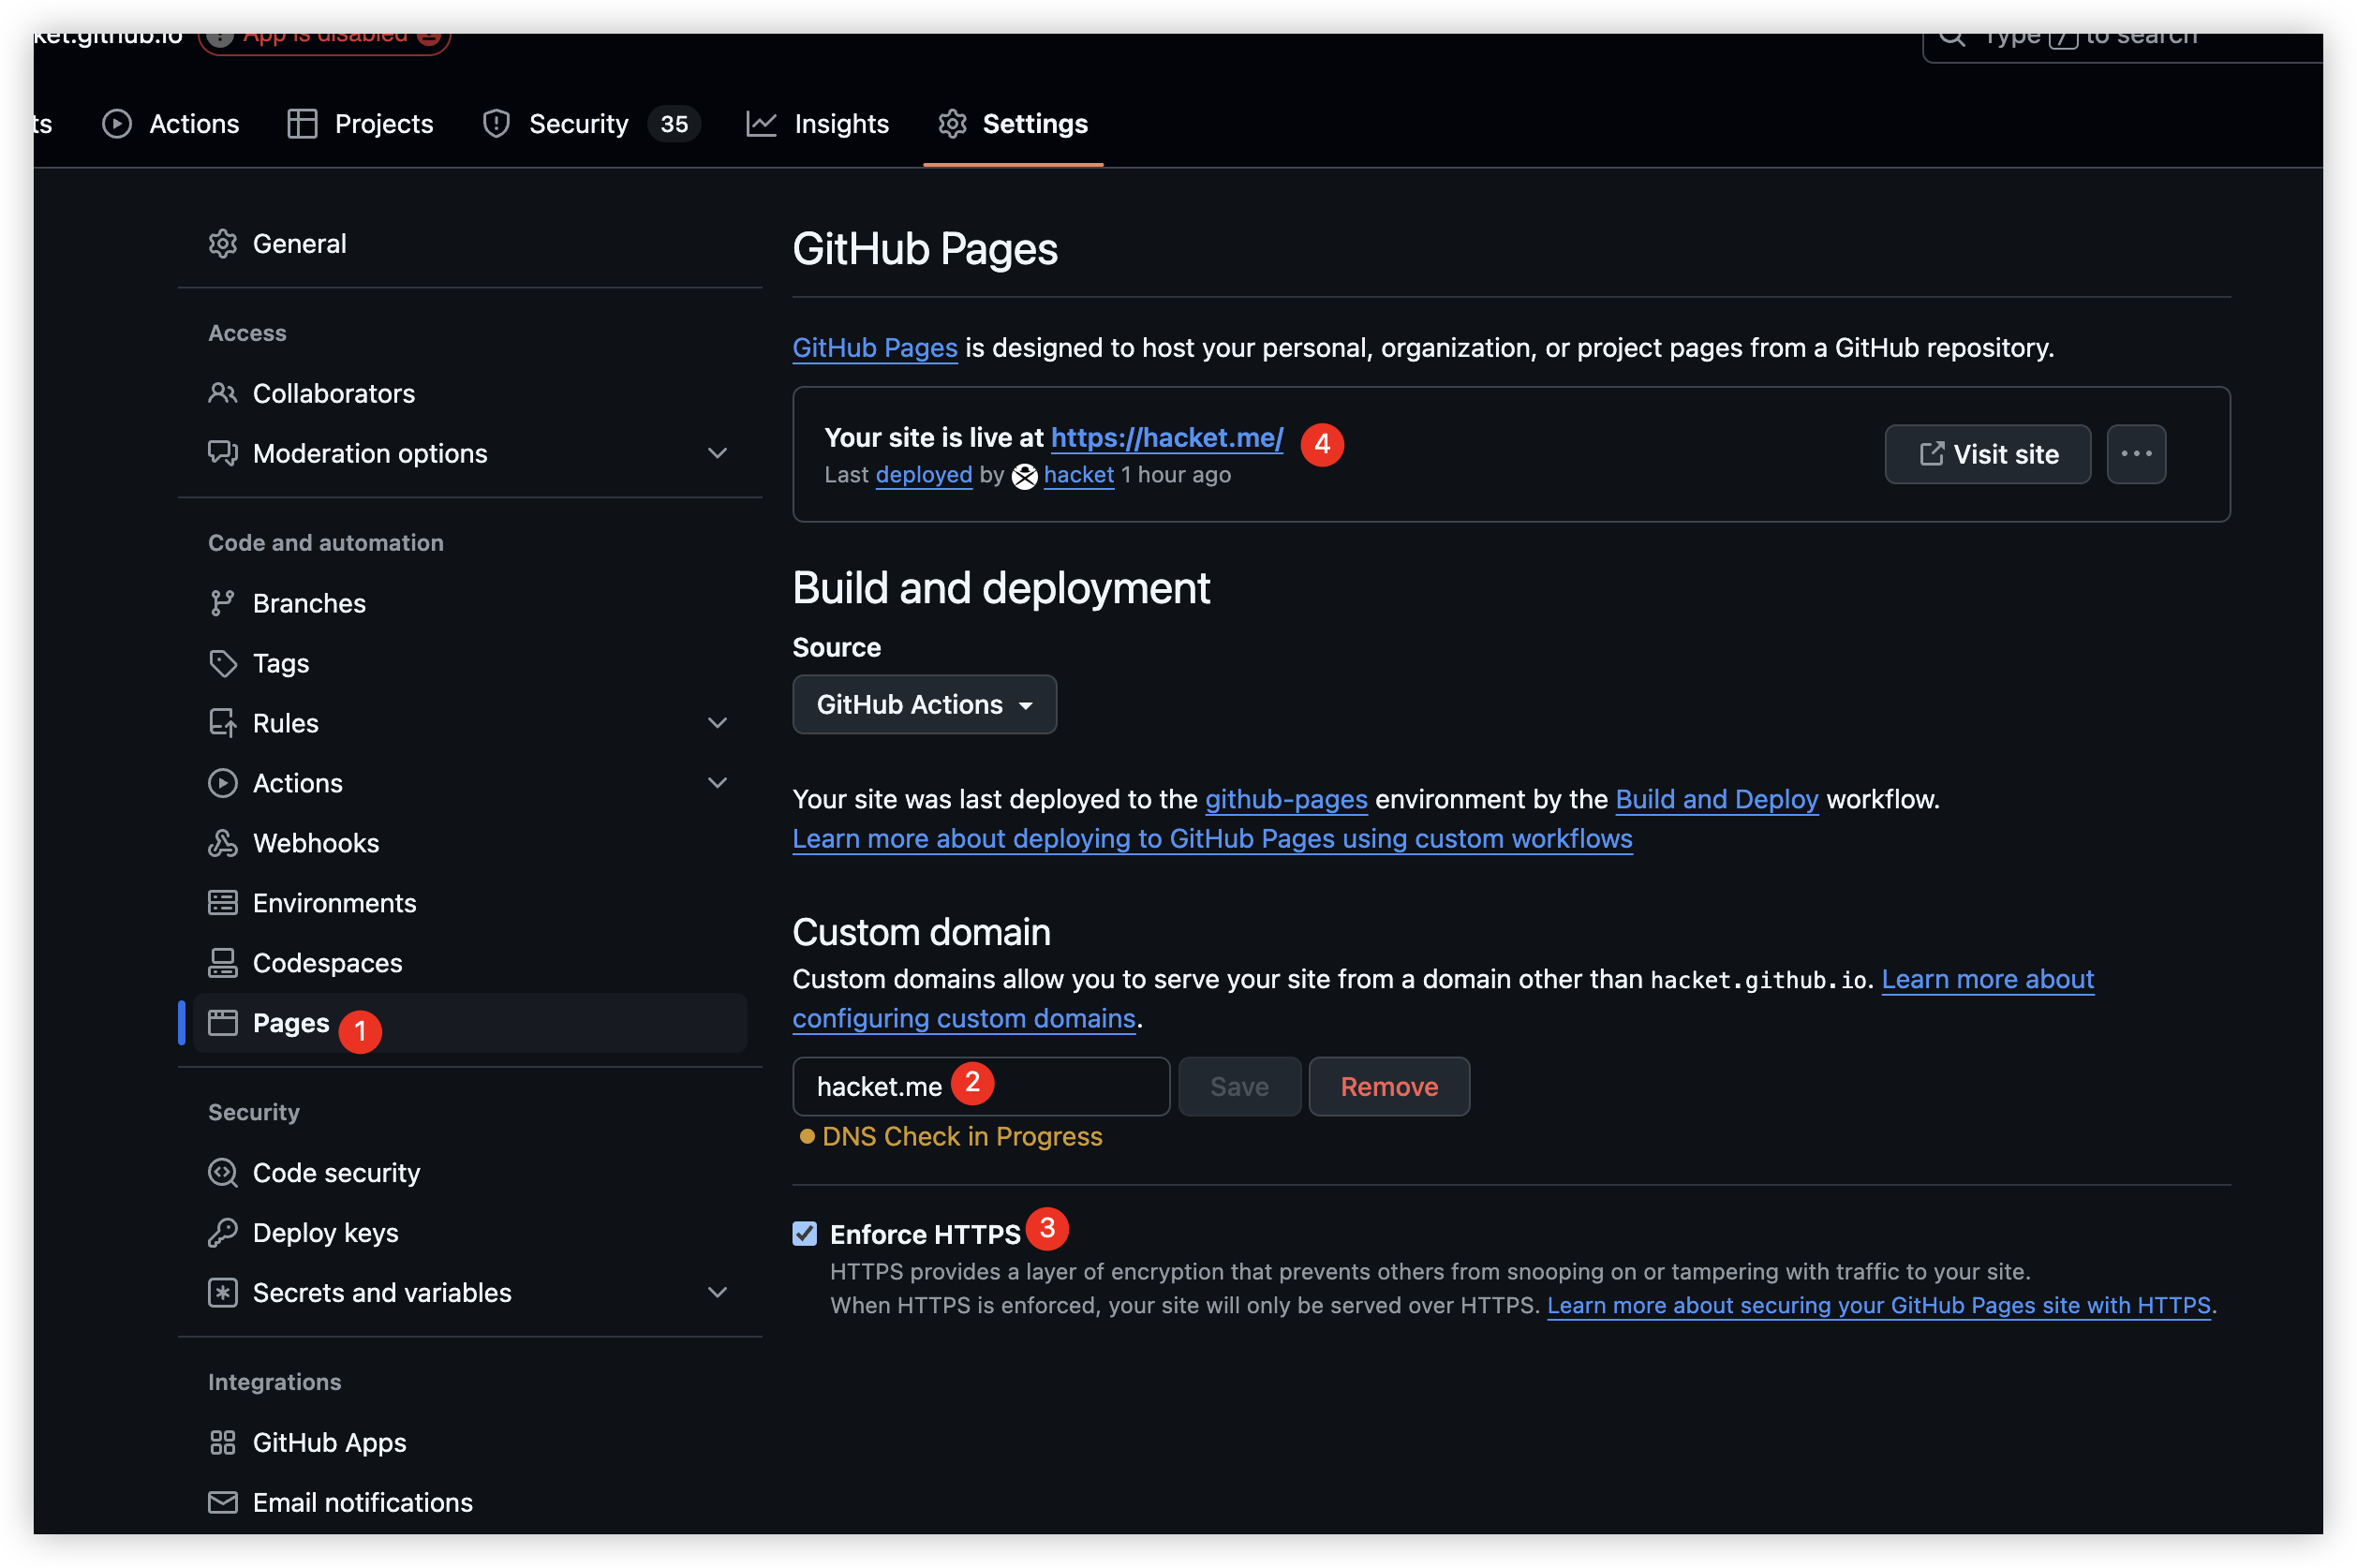 ket.github.io App is disabled Type / to search
ts Actions Projects Security 35 Insights Settings
General
Access
Collaborators
Moderation options
Code and automation
Branches
Tags
Rules
Actions
Webhooks
Environments
Codespaces
Pages 1
Security
Code security
Deploy keys
Secrets and variables
Integrations
GitHub Apps
Email notifications
GitHub Pages
GitHub Pages is designed to host your personal, organization, or project pages from a GitHub repository.
Your site is live at https://hacket.me/ 4
Last deployed by hacket 1 hour ago
Visit site
Build and deployment
Source
GitHub Actions
Your site was last deployed to the github-pages environment by the Build and Deploy workflow.
Learn more about deploying to GitHub Pages using custom workflows
Custom domain
Custom domains allow you to serve your site from a domain other than hacket.github.io. Learn more about
configuring custom domains.
hacket.me 2 Save Remove
DNS Check in Progress
Enforce HTTPS 3
HTTPS provides a layer of encryption that prevents others from snooping on or tampering with traffic to your site.
When HTTPS is enforced, your site will only be served over HTTPS. Learn more about securing your GitHub Pages site with HTTPS.